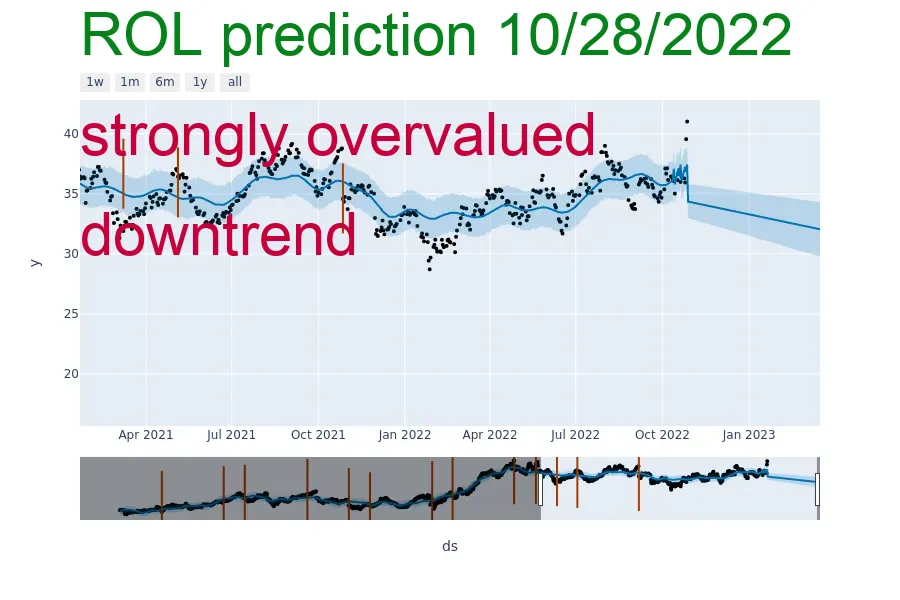 ROL prediction 10/28/2022
1w 1m 6m 1y all
strongly overvalued
downtrend
40
35
30
25
20
y
Apr 2021 Jul 2021 Oct 2021 Jan 2022 Apr 2022 Jul 2022 Oct 2022 Jan 2023
ds